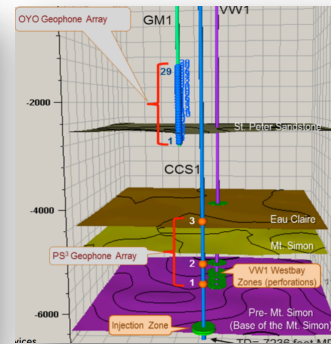 OYO Geophone Array
GM1
VW1
29
-2000
1
St. Peter Sandstone
CCS1
-4000
3
Eau Claire
Mt. Simon
PS³ Geophone Array
2
VW1 Westbay
Zones (perforations)
1
Pre- Mt. Simon
(Base of the Mt. Simon)
-6000
Injection Zone
vices
TD= 7236 feet MD